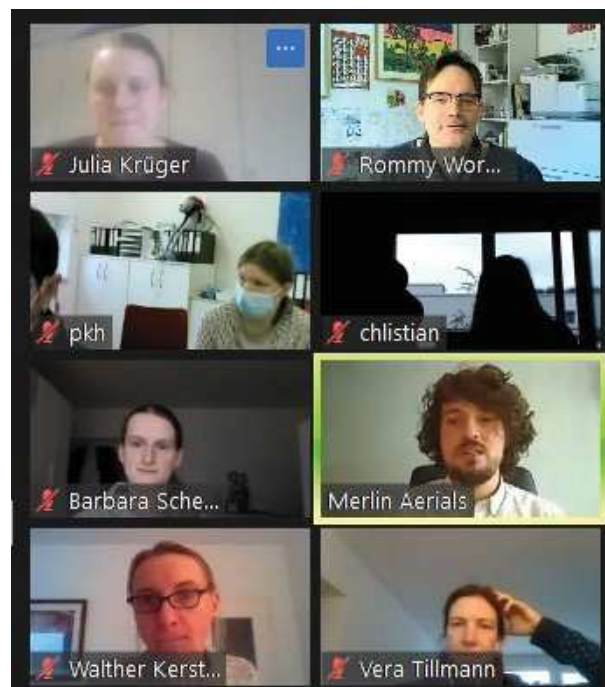 Julia Krüger
Rommy Wor...
pkh
chlistian
Barbara Sche...
Merlin Aerials
Walther Kerst...
Vera Tillmann